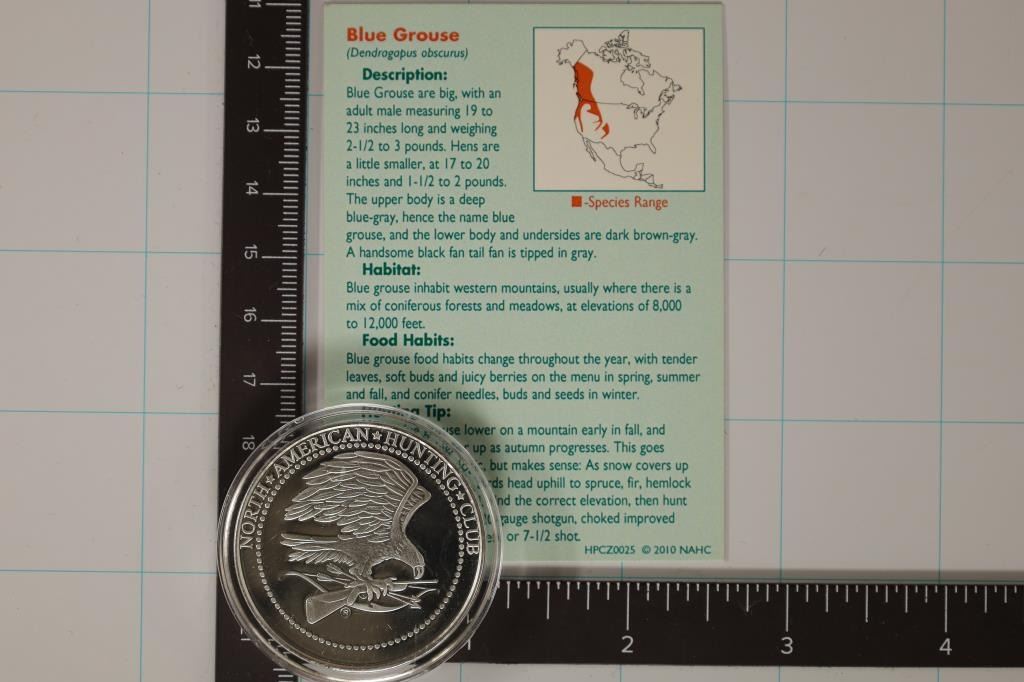 Blue Grouse
(Dendragapus obscurus)
Description:
Blue Grouse are big, with an
adult male measuring 19 to
23 inches long and weighing
2-1/2 to 3 pounds. Hens are
a little smaller, at 17 to 20
inches and 1-1/2 to 2 pounds.
The upper body is a deep
blue-gray, hence the name blue
grouse, and the lower body and undersides are dark brown-gray.
A handsome black fan tail fan is tipped in gray.
-Species Range
Habitat:
Blue grouse inhabit western mountains, usually where there is a
mix of coniferous forests and meadows, at elevations of 8,000
to 12,000 feet.
Food Habits:
Blue grouse food habits change throughout the year, with tender
leaves, soft buds and juicy berries on the menu in spring, summer
and fall, and conifer needles, buds and seeds in winter.
Tip:
lower on a mountain early in fall, and
up as autumn progresses. This goes
but makes sense: As snow covers up
head uphill to spruce, fir, hemlock
the correct elevation, then hunt
gauge shotgun, choked improved
or 7-1/2 shot.
HPCZ0025 © 2010 NAHC
NORTH★AMERICAN★HUNTING★CLUB
11
12
13
14
15
16
17
18
2
3
4